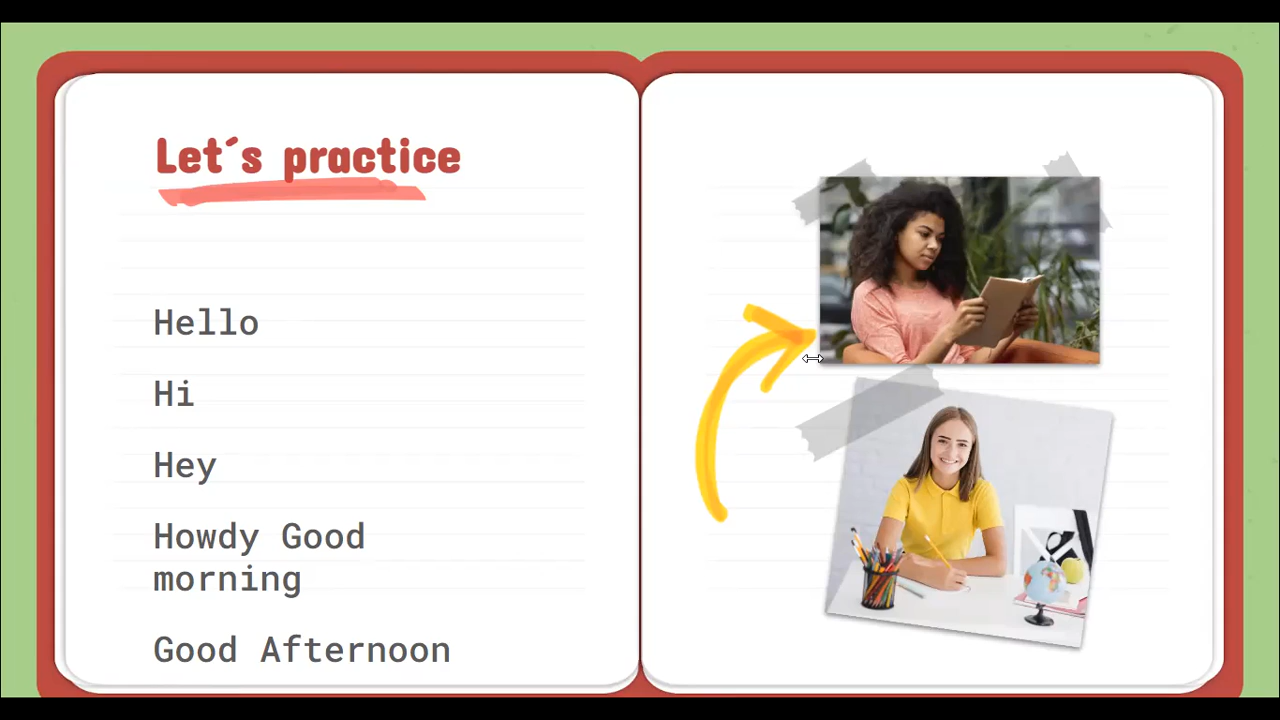 Let´s practice
Hello
Hi
Hey
Howdy Good
morning
Good Afternoon